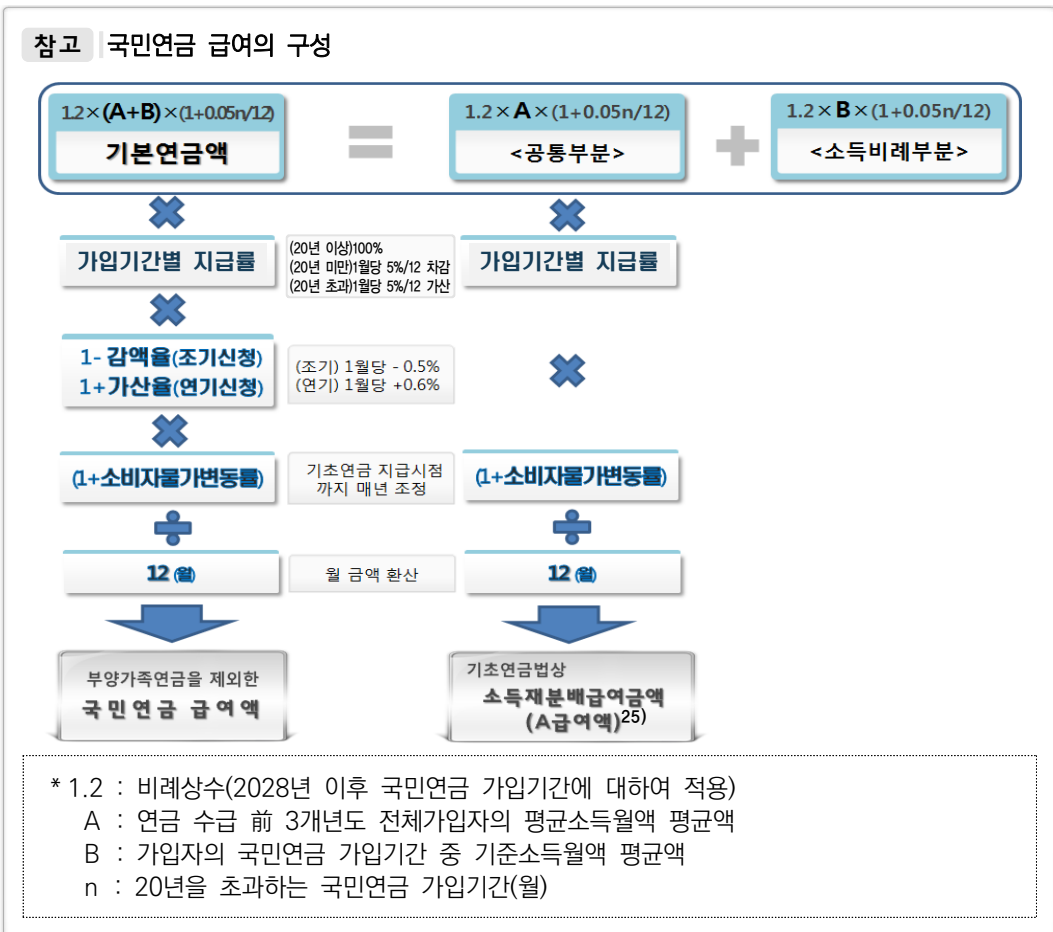 참고 국민연금 급여의 구성
1.2×(A+B)×(1+0.05n/12)
기본연금액
=
1.2×A×(1+0.05n/12)
<공통부분>
+
1.2×B×(1+0.05n/12)
<소득비례부분>
×
×
가입기간별 지급률
(20년 이상)100%
(20년 미만)1월당 5%/12 차감
(20년 초과)1월당 5%/12 가산
가입기간별 지급률
×
1- 감액율(조기신청)
1+가산율(연기신청)
(조기) 1월당 - 0.5%
(연기) 1월당 +0.6%
×
×
(1+소비자물가변동률)
기초연금 지급시점
까지 매년 조정
(1+소비자물가변동률)
÷
÷
12 (월)
월 금액 환산
12 (월)
부양가족연금을 제외한
국민연금 급여액
기초연금법상
소득재분배급여금액
(A급여액)25)
* 1.2 : 비례상수(2028년 이후 국민연금 가입기간에 대하여 적용)
A : 연금 수급 前 3개년도 전체가입자의 평균소득월액 평균액
B : 가입자의 국민연금 가입기간 중 기준소득월액 평균액
n : 20년을 초과하는 국민연금 가입기간(월)